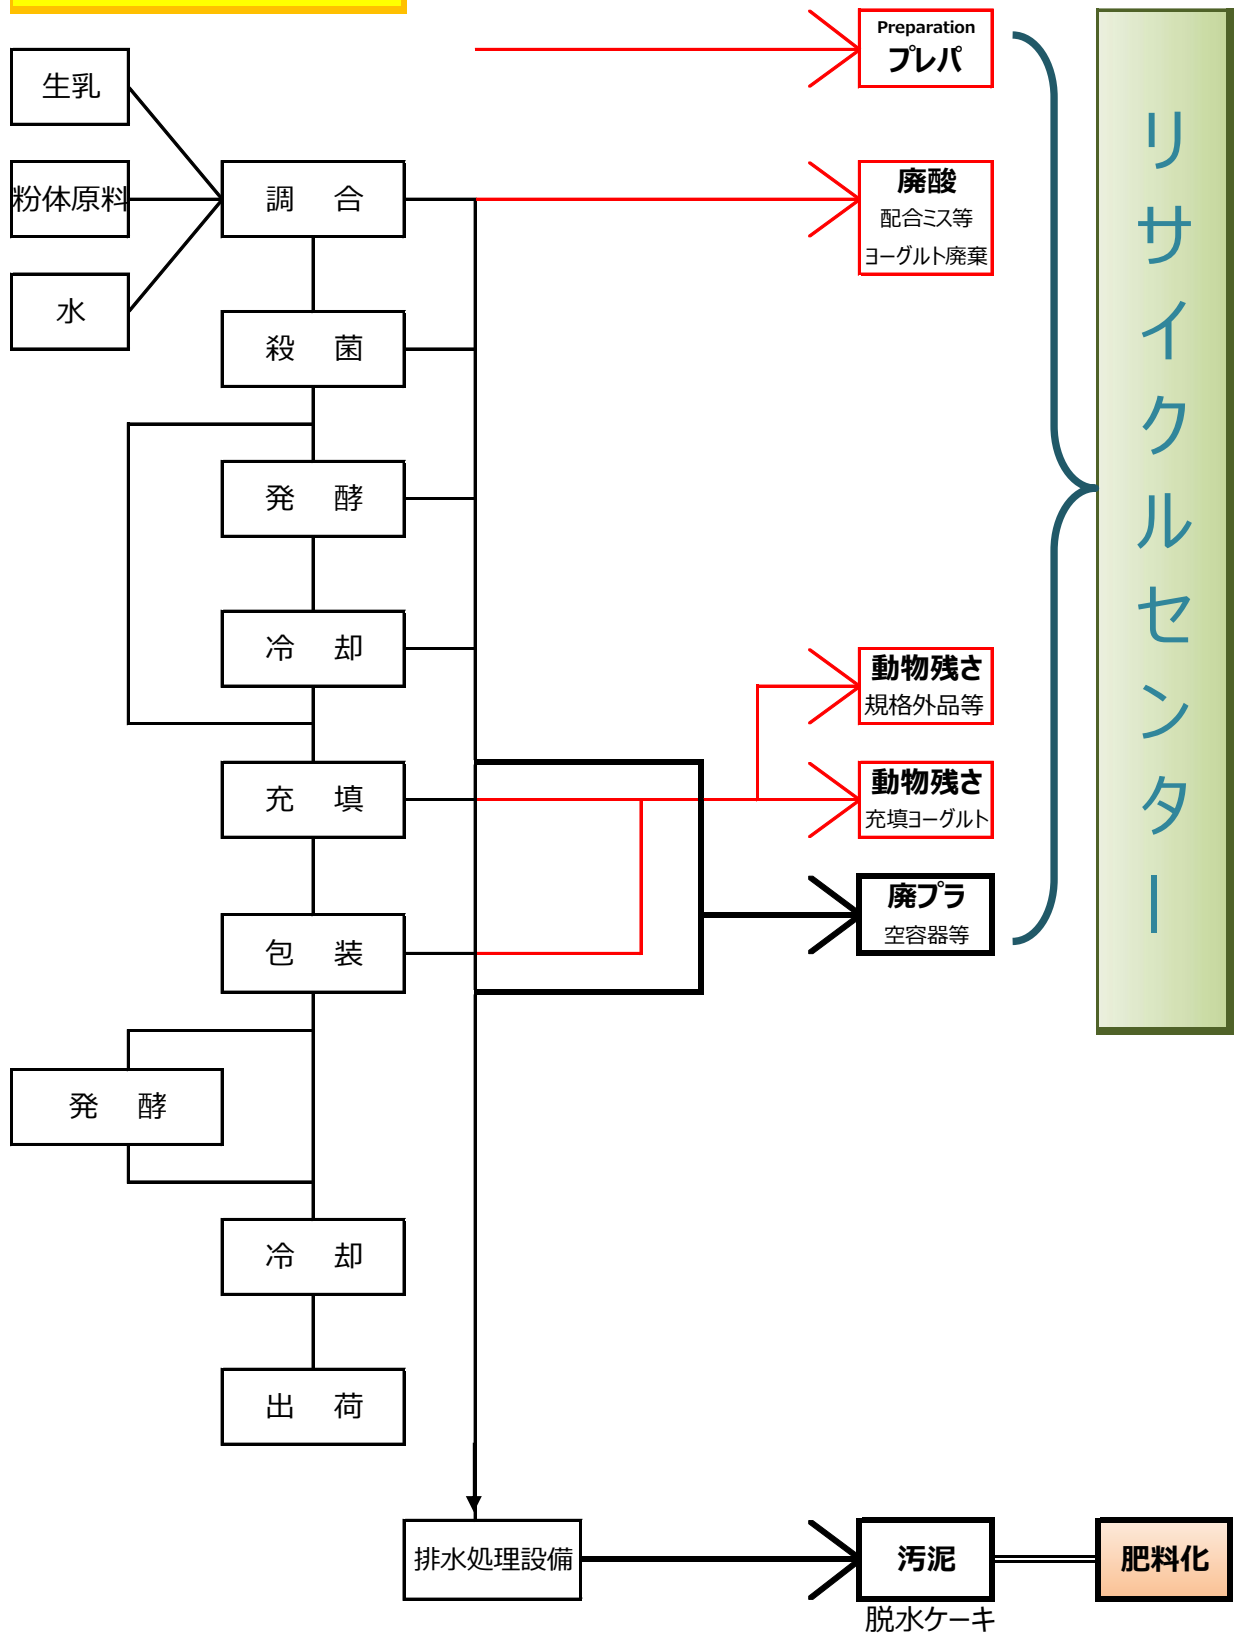 生乳
粉体原料
水
調　合
殺　菌
発　酵
冷　却
充　填
包　装
発　酵
冷　却
出　荷
排水処理設備
Preparation
プレパ
廃酸
配合ミス等
ヨーグルト廃棄
動物残さ
規格外品等
動物残さ
充填ヨーグルト
廃プラ
空容器等
リサイクルセンター
汚泥
脱水ケーキ
肥料化